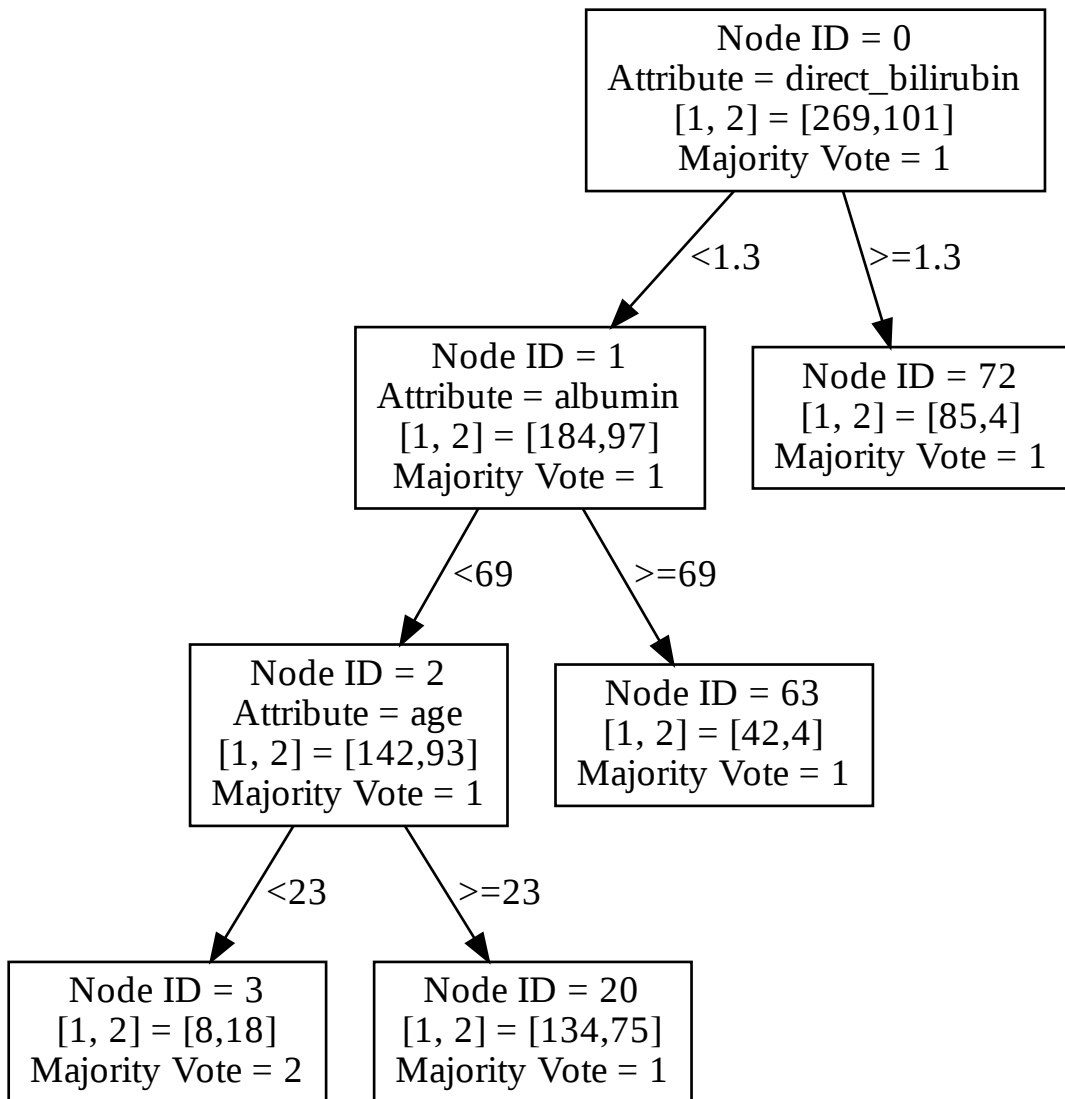 Node ID = 0
Attribute = direct_bilirubin
[1, 2] = [269,101]
Majority Vote = 1
<1.3
>=1.3
Node ID = 1
Attribute = albumin
[1, 2] = [184,97]
Majority Vote = 1
Node ID = 72
[1, 2] = [85,4]
Majority Vote = 1
<69
>=69
Node ID = 2
Attribute = age
[1, 2] = [142,93]
Majority Vote = 1
Node ID = 63
[1, 2] = [42,4]
Majority Vote = 1
<23
>=23
Node ID = 3
[1, 2] = [8,18]
Majority Vote = 2
Node ID = 20
[1, 2] = [134,75]
Majority Vote = 1